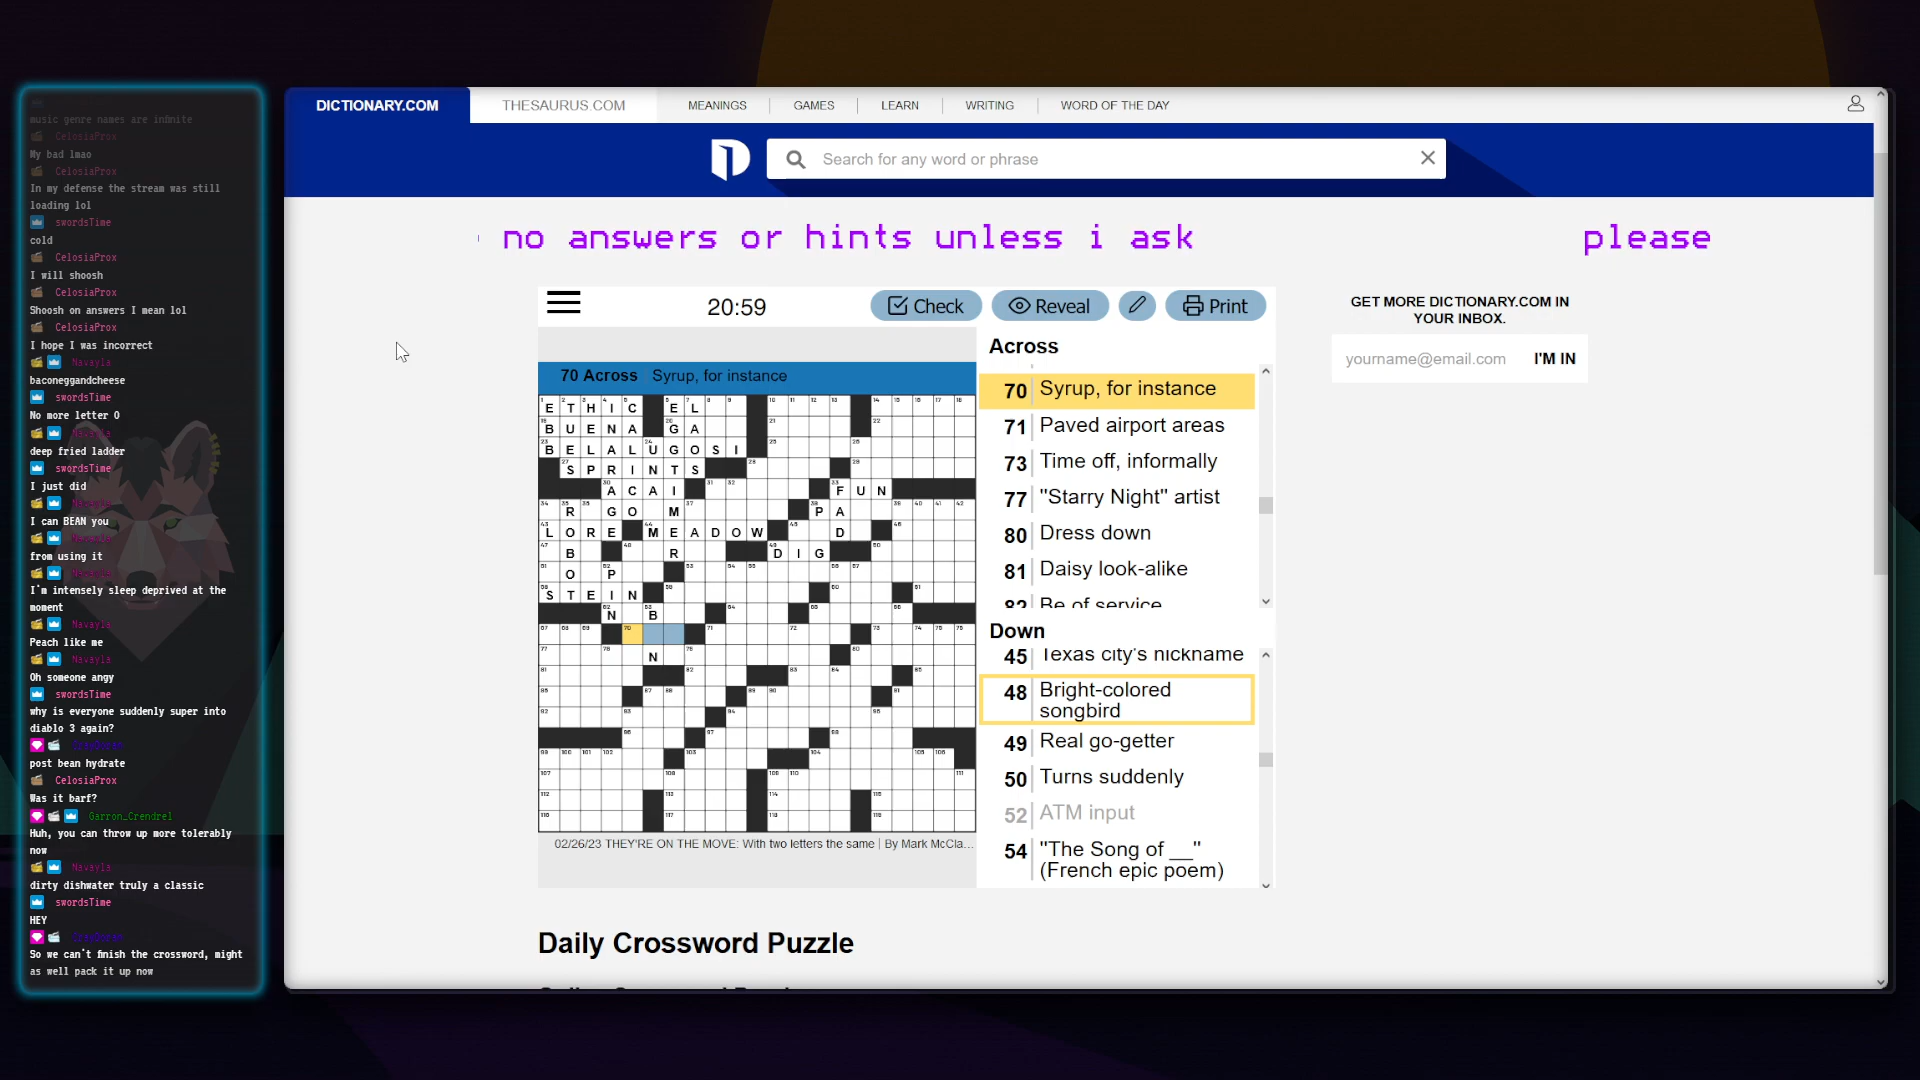 music genre names are infinite
CelosiaProx
My bad lmao
CelosiaProx
In my defense the stream was still
loading lol
swordsTime
cold
CelosiaProx
I will shoosh
CelosiaProx
Shoosh on answers I mean lol
CelosiaProx
I hope I was incorrect
Navayla
baconeggandcheese
swordsTime
No more letter O
Navayla
deep fried ladder
swordsTime
I just did
Navayla
I can BEAN you
Navayla
from using it
Navayla
I'm intensely sleep deprived at the
moment
Navayla
Peach like me
Navayla
Oh someone angy
swordsTime
why is everyone suddenly super into
diablo 3 again?
post bean hydrate
CelosiaProx
Was it barf?
Garron_Crendrel
Huh, you can throw up more tolerably
now
Navayla
dirty dishwater truly a classic
swordsTime
HEY
So we can't finish the crossword, might
as well pack it up now
DICTIONARY.COM
THESAURUS.COM
MEANINGS
GAMES
LEARN
WRITING
WORD OF THE DAY
Search for any word or phrase
no answers or hints unless i ask
please
20:59
Check
Reveal
Print
70 Across Syrup, for instance
E T H I C E L
B U E N A G A
B E L A L U G O S I
S P R I N T S
A C A I F U N
R G O M P A
L O R E M E A D O W D
B R D I G
O P
S T E I N
N B
N
02/26/23 THEY'RE ON THE MOVE: With two letters the same | By Mark McCla...
Across
70 Syrup, for instance
71 Paved airport areas
73 Time off, informally
77 "Starry Night" artist
80 Dress down
81 Daisy look-alike
82 Be of service
Down
45 Texas city's nickname
48 Bright-colored
songbird
49 Real go-getter
50 Turns suddenly
52 ATM input
54 "The Song of __"
(French epic poem)
GET MORE DICTIONARY.COM IN
YOUR INBOX.
yourname@email.com
I'M IN
Daily Crossword Puzzle